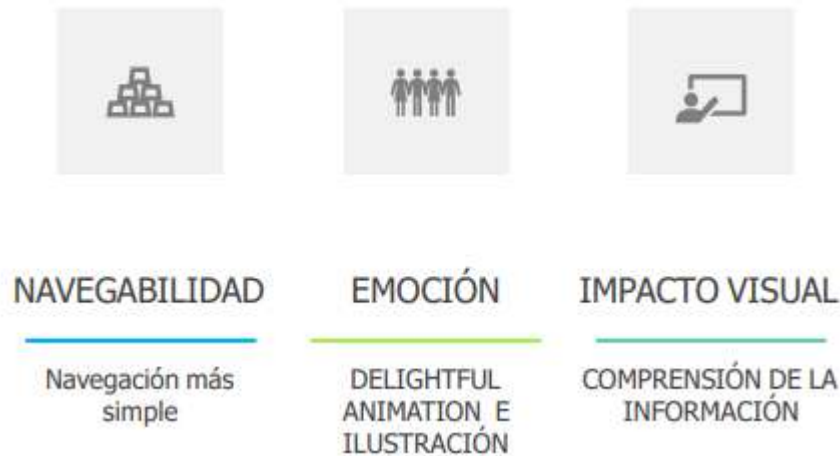 NAVEGABILIDAD
Navegación más
simple
EMOCIÓN
DELIGHTFUL
ANIMATION E
ILUSTRACIÓN
IMPACTO VISUAL
COMPRENSIÓN DE LA
INFORMACIÓN